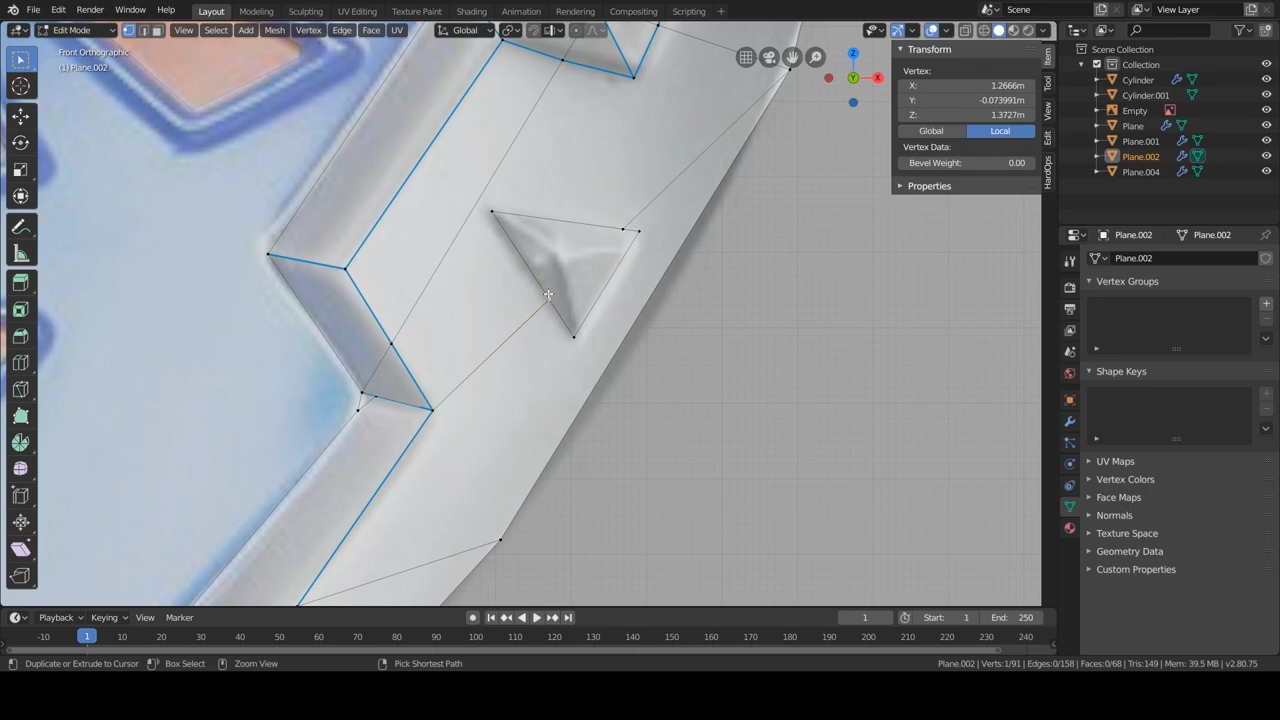 File Edit Render Window Help
Layout Modeling Sculpting UV Editing Texture Paint Shading Animation Rendering Compositing Scripting +
Scene
View Layer
Edit Mode View Select Add Mesh Vertex Edge Face UV
Global
Front Orthographic
(1) Plane.002
Z
Y
X
Transform
Vertex:
X: 1.2666m
Y: -0.073991m
Z: 1.3727m
Global Local
Vertex Data:
Bevel Weight: 0.00
Properties
Item
Tool
View
Edit
HardOps
Scene Collection
Collection
Cylinder
Cylinder.001
Empty
Plane
Plane.001
Plane.002
Plane.004
Plane.002 Plane.002
Plane.002
Vertex Groups
Shape Keys
UV Maps
Vertex Colors
Face Maps
Normals
Texture Space
Geometry Data
Custom Properties
Playback Keying View Marker
1 Start: 1 End: 250
-10 1 10 20 30 40 50 60 70 80 90 100 110 120 130 140 150 160 170 180 190 200 210 220 230 240 250
Duplicate or Extrude to Cursor Box Select Zoom View Pick Shortest Path
Plane.002 | Verts:1/91 | Edges:0/158 | Faces:0/68 | Tris:149 | Mem: 39.5 MB | v2.80.75